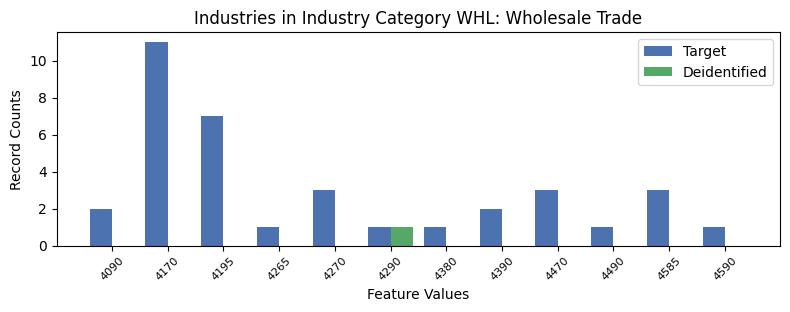 Industries in Industry Category WHL: Wholesale Trade
Target
Deidentified
Record Counts
10
8
6
4
2
0
4090 4170 4195 4265 4270 4290 4380 4390 4470 4490 4585 4590
Feature Values